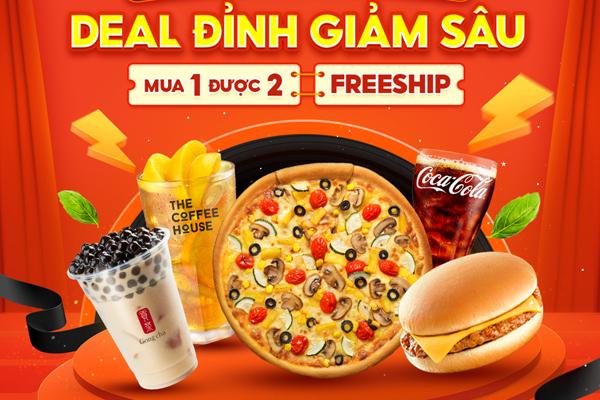 DEAL ĐỈNH GIẢM SÂU
MUA 1 ĐƯỢC 2
FREESHIP
THE
COFFEE
HOUSE
Coca-Cola
Gong cha